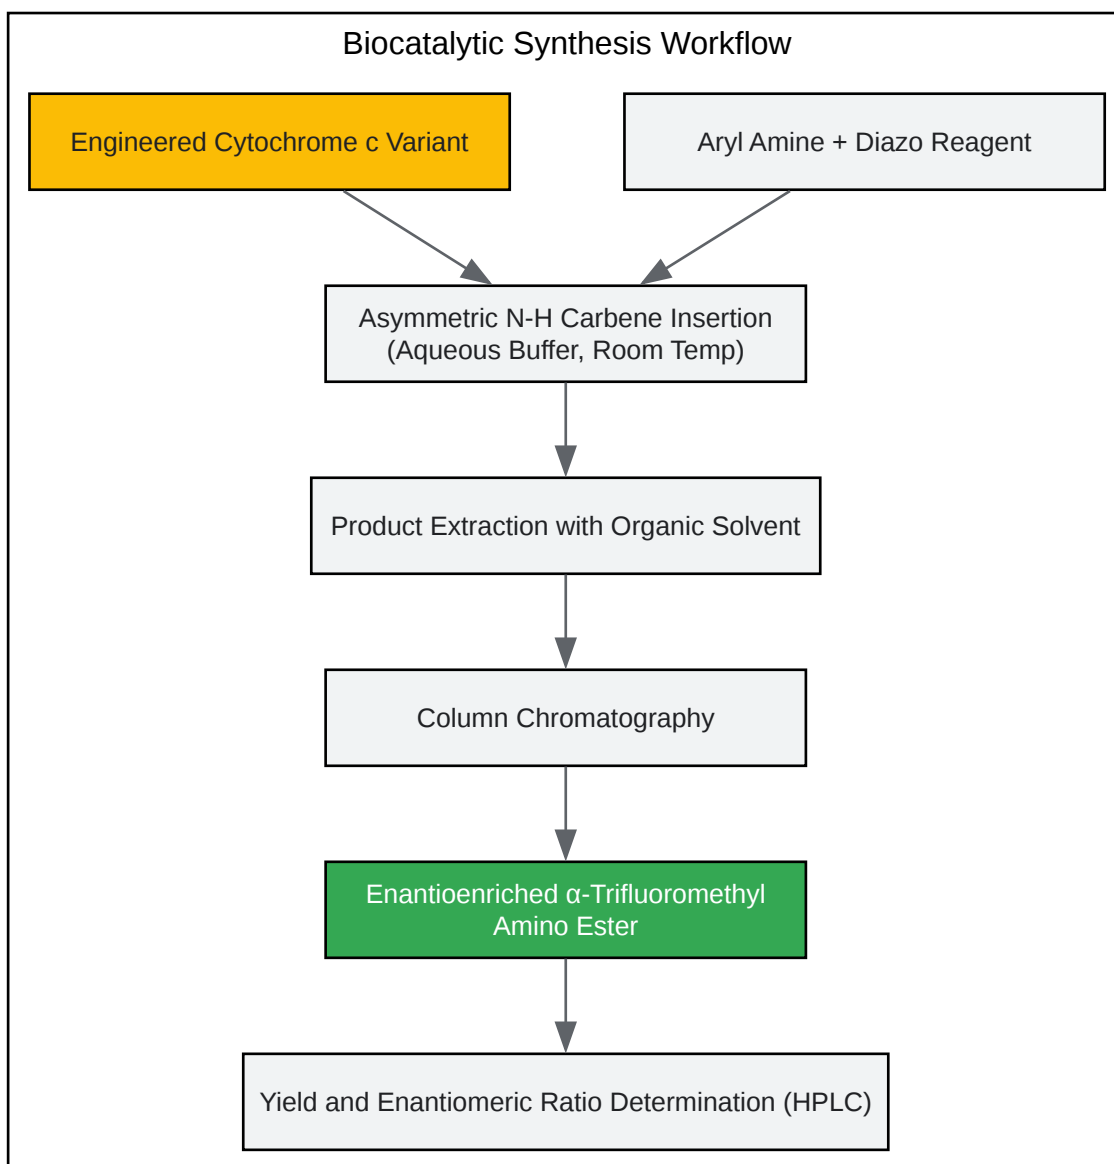 Biocatalytic Synthesis Workflow
Engineered Cytochrome c Variant
Aryl Amine + Diazo Reagent
Asymmetric N-H Carbene Insertion
(Aqueous Buffer, Room Temp)
Product Extraction with Organic Solvent
Column Chromatography
Enantioenriched α-Trifluoromethyl
Amino Ester
Yield and Enantiomeric Ratio Determination (HPLC)